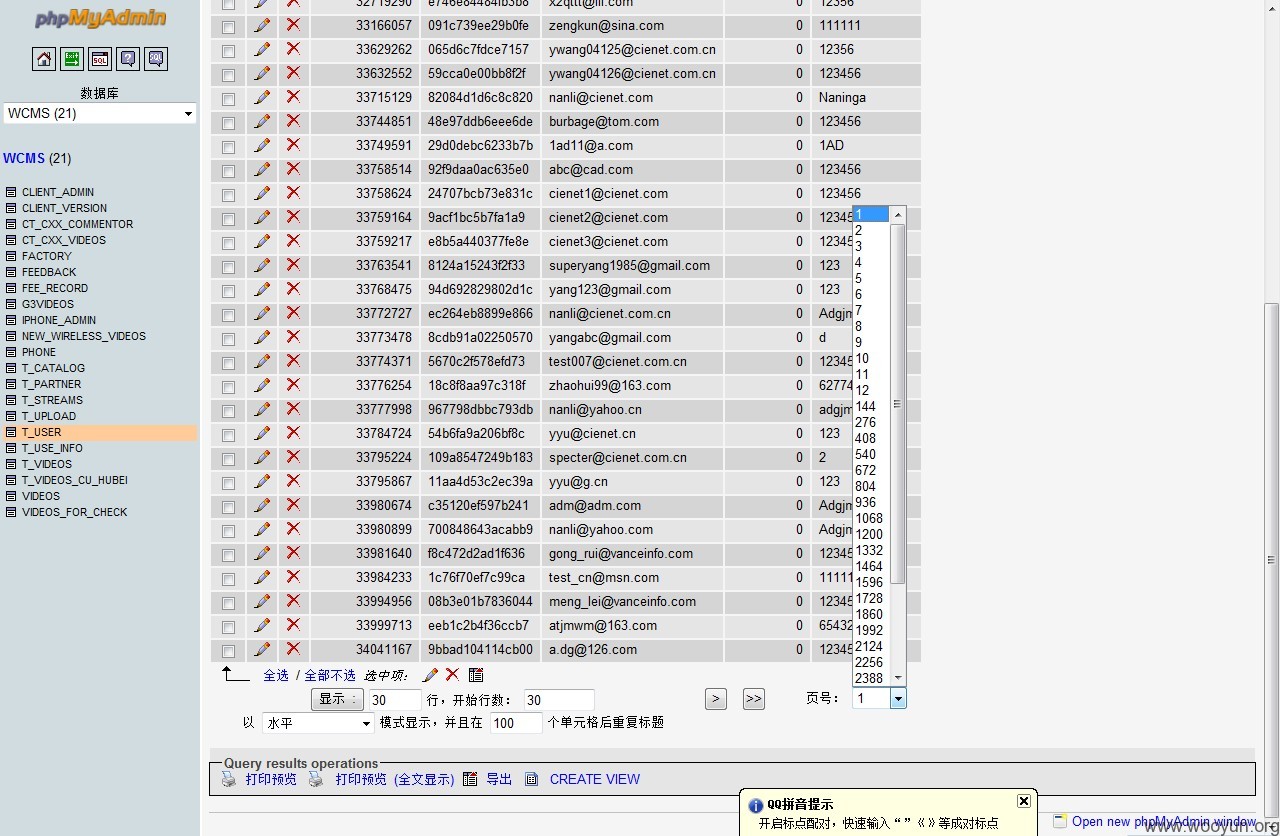 phpMyAdmin
数据库
WCMS (21)
WCMS (21)
CLIENT_ADMIN
CLIENT_VERSION
CT_CXX_COMMENTOR
CT_CXX_VIDEOS
FACTORY
FEEDBACK
FEE_RECORD
G3VIDEOS
IPHONE_ADMIN
NEW_WIRELESS_VIDEOS
PHONE
T_CATALOG
T_PARTNER
T_STREAMS
T_UPLOAD
T_USER
T_USE_INFO
T_VIDEOS
T_VIDEOS_CU_HUBEI
VIDEOS
VIDEOS_FOR_CHECK
33166057 091c739ee29b0fe zengkun@sina.com 0 111111
33629262 065d6c7fdce7157 ywang04125@cienet.com.cn 0 12356
33632552 59cca0e00bb8f2f ywang04126@cienet.com.cn 0 123456
33715129 82084d1d6c8c820 nanli@cienet.com 0 Naninga
33744851 48e97ddb6eee6de burbage@tom.com 0 123456
33749591 29d0debc6233b7b 1ad11@a.com 0 1AD
33758514 92f9daa0ac635e0 abc@cad.com 0 123456
33758624 24707bcb73e831c cienet1@cienet.com 0 123456
33759164 9acf1bc5b7fa1a9 cienet2@cienet.com 0 12345
33759217 e8b5a440377fe8e cienet3@cienet.com 0 12345
33763541 8124a15243f2f33 superyang1985@gmail.com 0 123
33768475 94d692829802d1c yang123@gmail.com 0 123
33772727 ec264eb8899e866 nanli@cienet.com.cn 0 Adgjm
33773478 8cdb91a02250570 yangabc@gmail.com 0 d
33774371 5670c2f578efd73 test007@cienet.com.cn 0 12345
33776254 18c8f8aa97c318f zhaohui99@163.com 0 62774
33777998 967798dbbc793db nanli@yahoo.cn 0 adgjm
33784724 54b6fa9a206bf8c yyu@cienet.cn 0 123
33795224 109a8547249b183 specter@cienet.com.cn 0 2
33795867 11aa4d53c2ec39a yyu@g.cn 0 123
33980674 c35120ef597b241 adm@adm.com 0 Adgjm
33980899 700848643acabb9 nanli@yahoo.com 0 Adgjm
33981640 f8c472d2ad1f636 gong_rui@vanceinfo.com 0 12345
33984233 1c76f70ef7c99ca test_cn@msn.com 0 11111
33994956 08b3e01b7836044 meng_lei@vanceinfo.com 0 12345
33999713 eeb1c2b4f36ccb7 atjmwm@163.com 0 65432
34041167 9bbad104114cb00 a.dg@126.com 0 12345
1
2
3
4
5
6
7
8
9
10
11
12
144
276
408
540
672
804
936
1068
1200
1332
1464
1596
1728
1860
1992
2124
2256
2388
全选 / 全部不选 选中项:
显示 : 30 行，开始行数: 30 > >> 页号: 1
以 水平 模式显示，并且在 100 个单元格后重复标题
Query results operations
打印预览 打印预览 (全文显示) 导出 CREATE VIEW
QQ拼音提示
开启标点配对，快速输入 “ ” 《 》 等成对标点
Open new phpMyAdmin window
www.wooyun.org